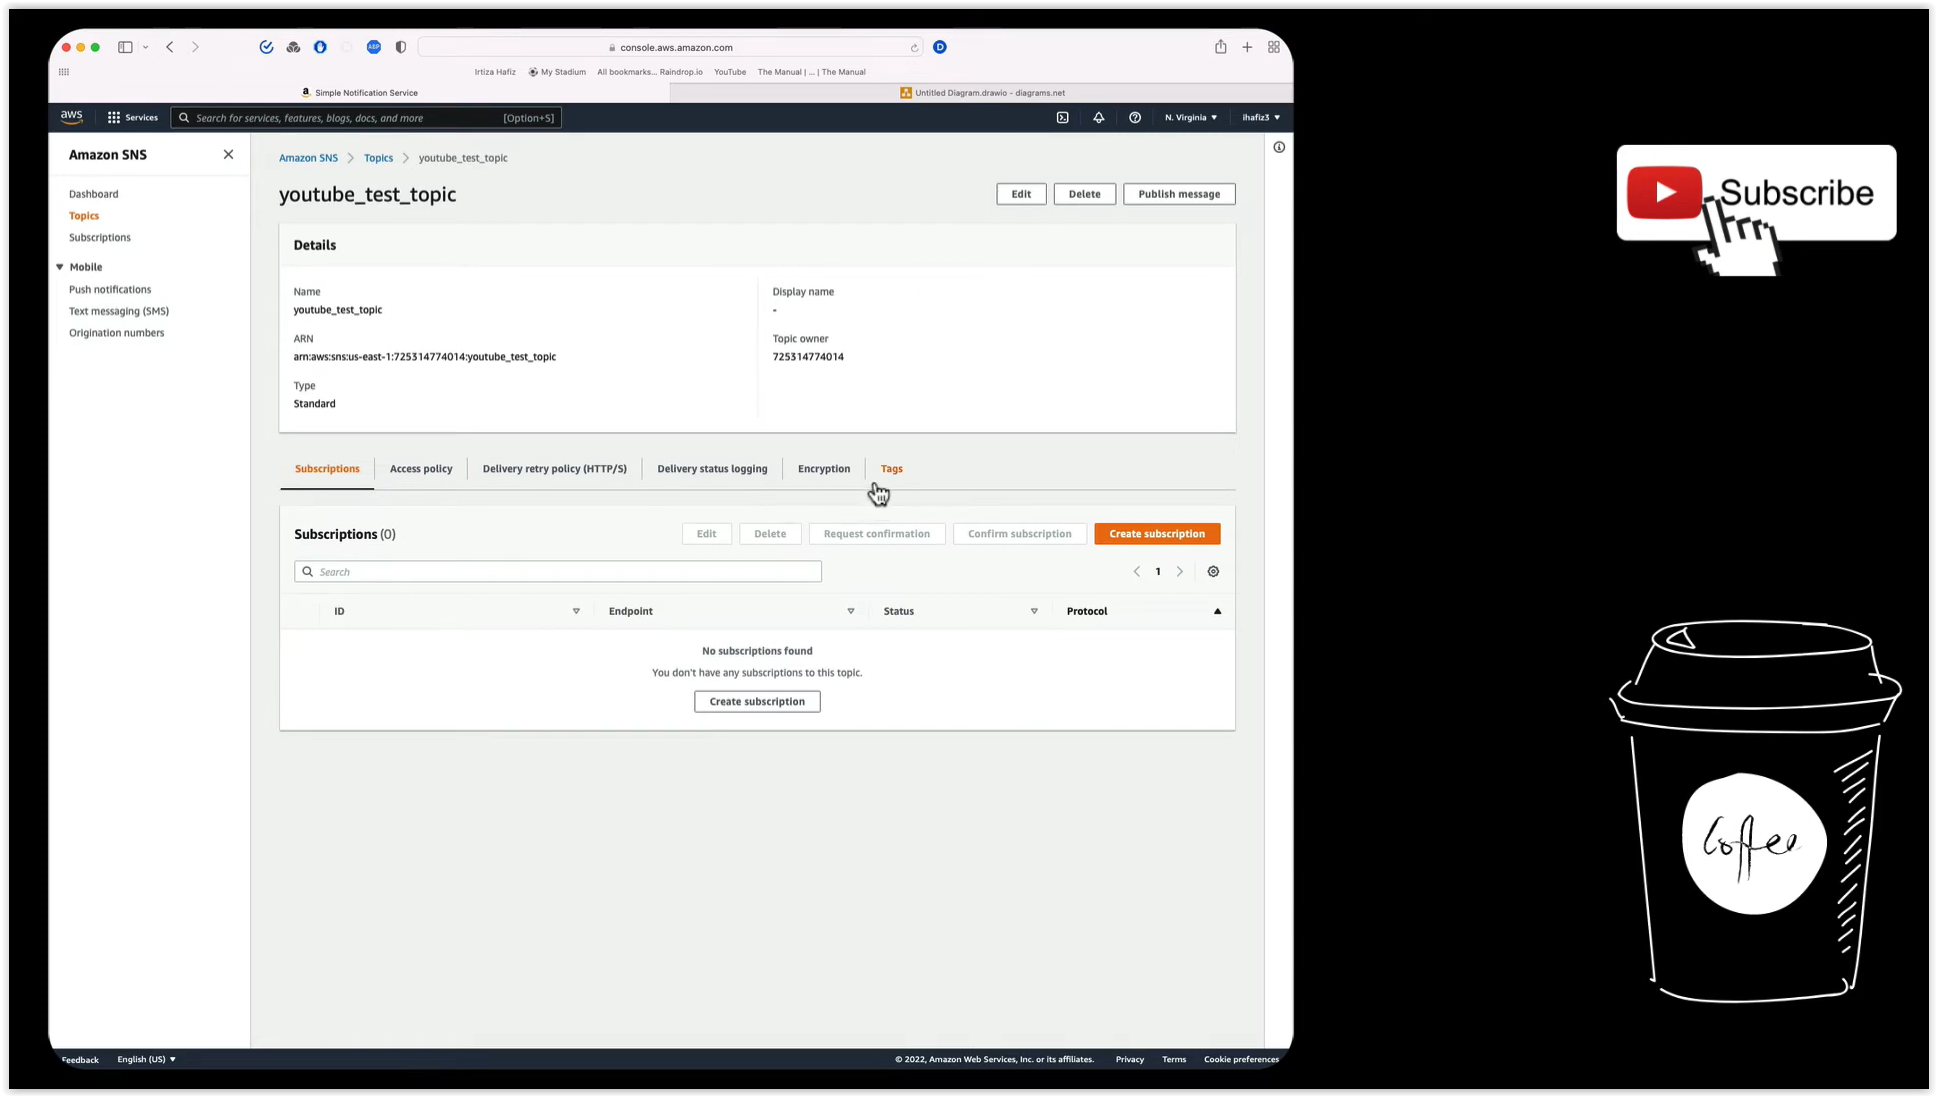 console.aws.amazon.com
D
ABP
Irtiza Hafiz My Stadium All bookmarks... Raindrop.io YouTube The Manual | ... | The Manual
a Simple Notification Service
Untitled Diagram.drawio - diagrams.net
aws Services Search for services, features, blogs, docs, and more [Option+S] N. Virginia ihafiz3
Amazon SNS
Dashboard
Topics
Subscriptions
Mobile
Push notifications
Text messaging (SMS)
Origination numbers
Amazon SNS Topics youtube_test_topic
youtube_test_topic
Edit Delete Publish message
Details
Name
youtube_test_topic
ARN
arn:aws:sns:us-east-1:725314774014:youtube_test_topic
Type
Standard
Display name
-
Topic owner
725314774014
Subscriptions Access policy Delivery retry policy (HTTP/S) Delivery status logging Encryption Tags
Subscriptions (0)
Edit Delete Request confirmation Confirm subscription Create subscription
Search
1
ID Endpoint Status Protocol
No subscriptions found
You don't have any subscriptions to this topic.
Create subscription
Feedback English (US) © 2022, Amazon Web Services, Inc. or its affiliates. Privacy Terms Cookie preferences
Subscribe
Coffee